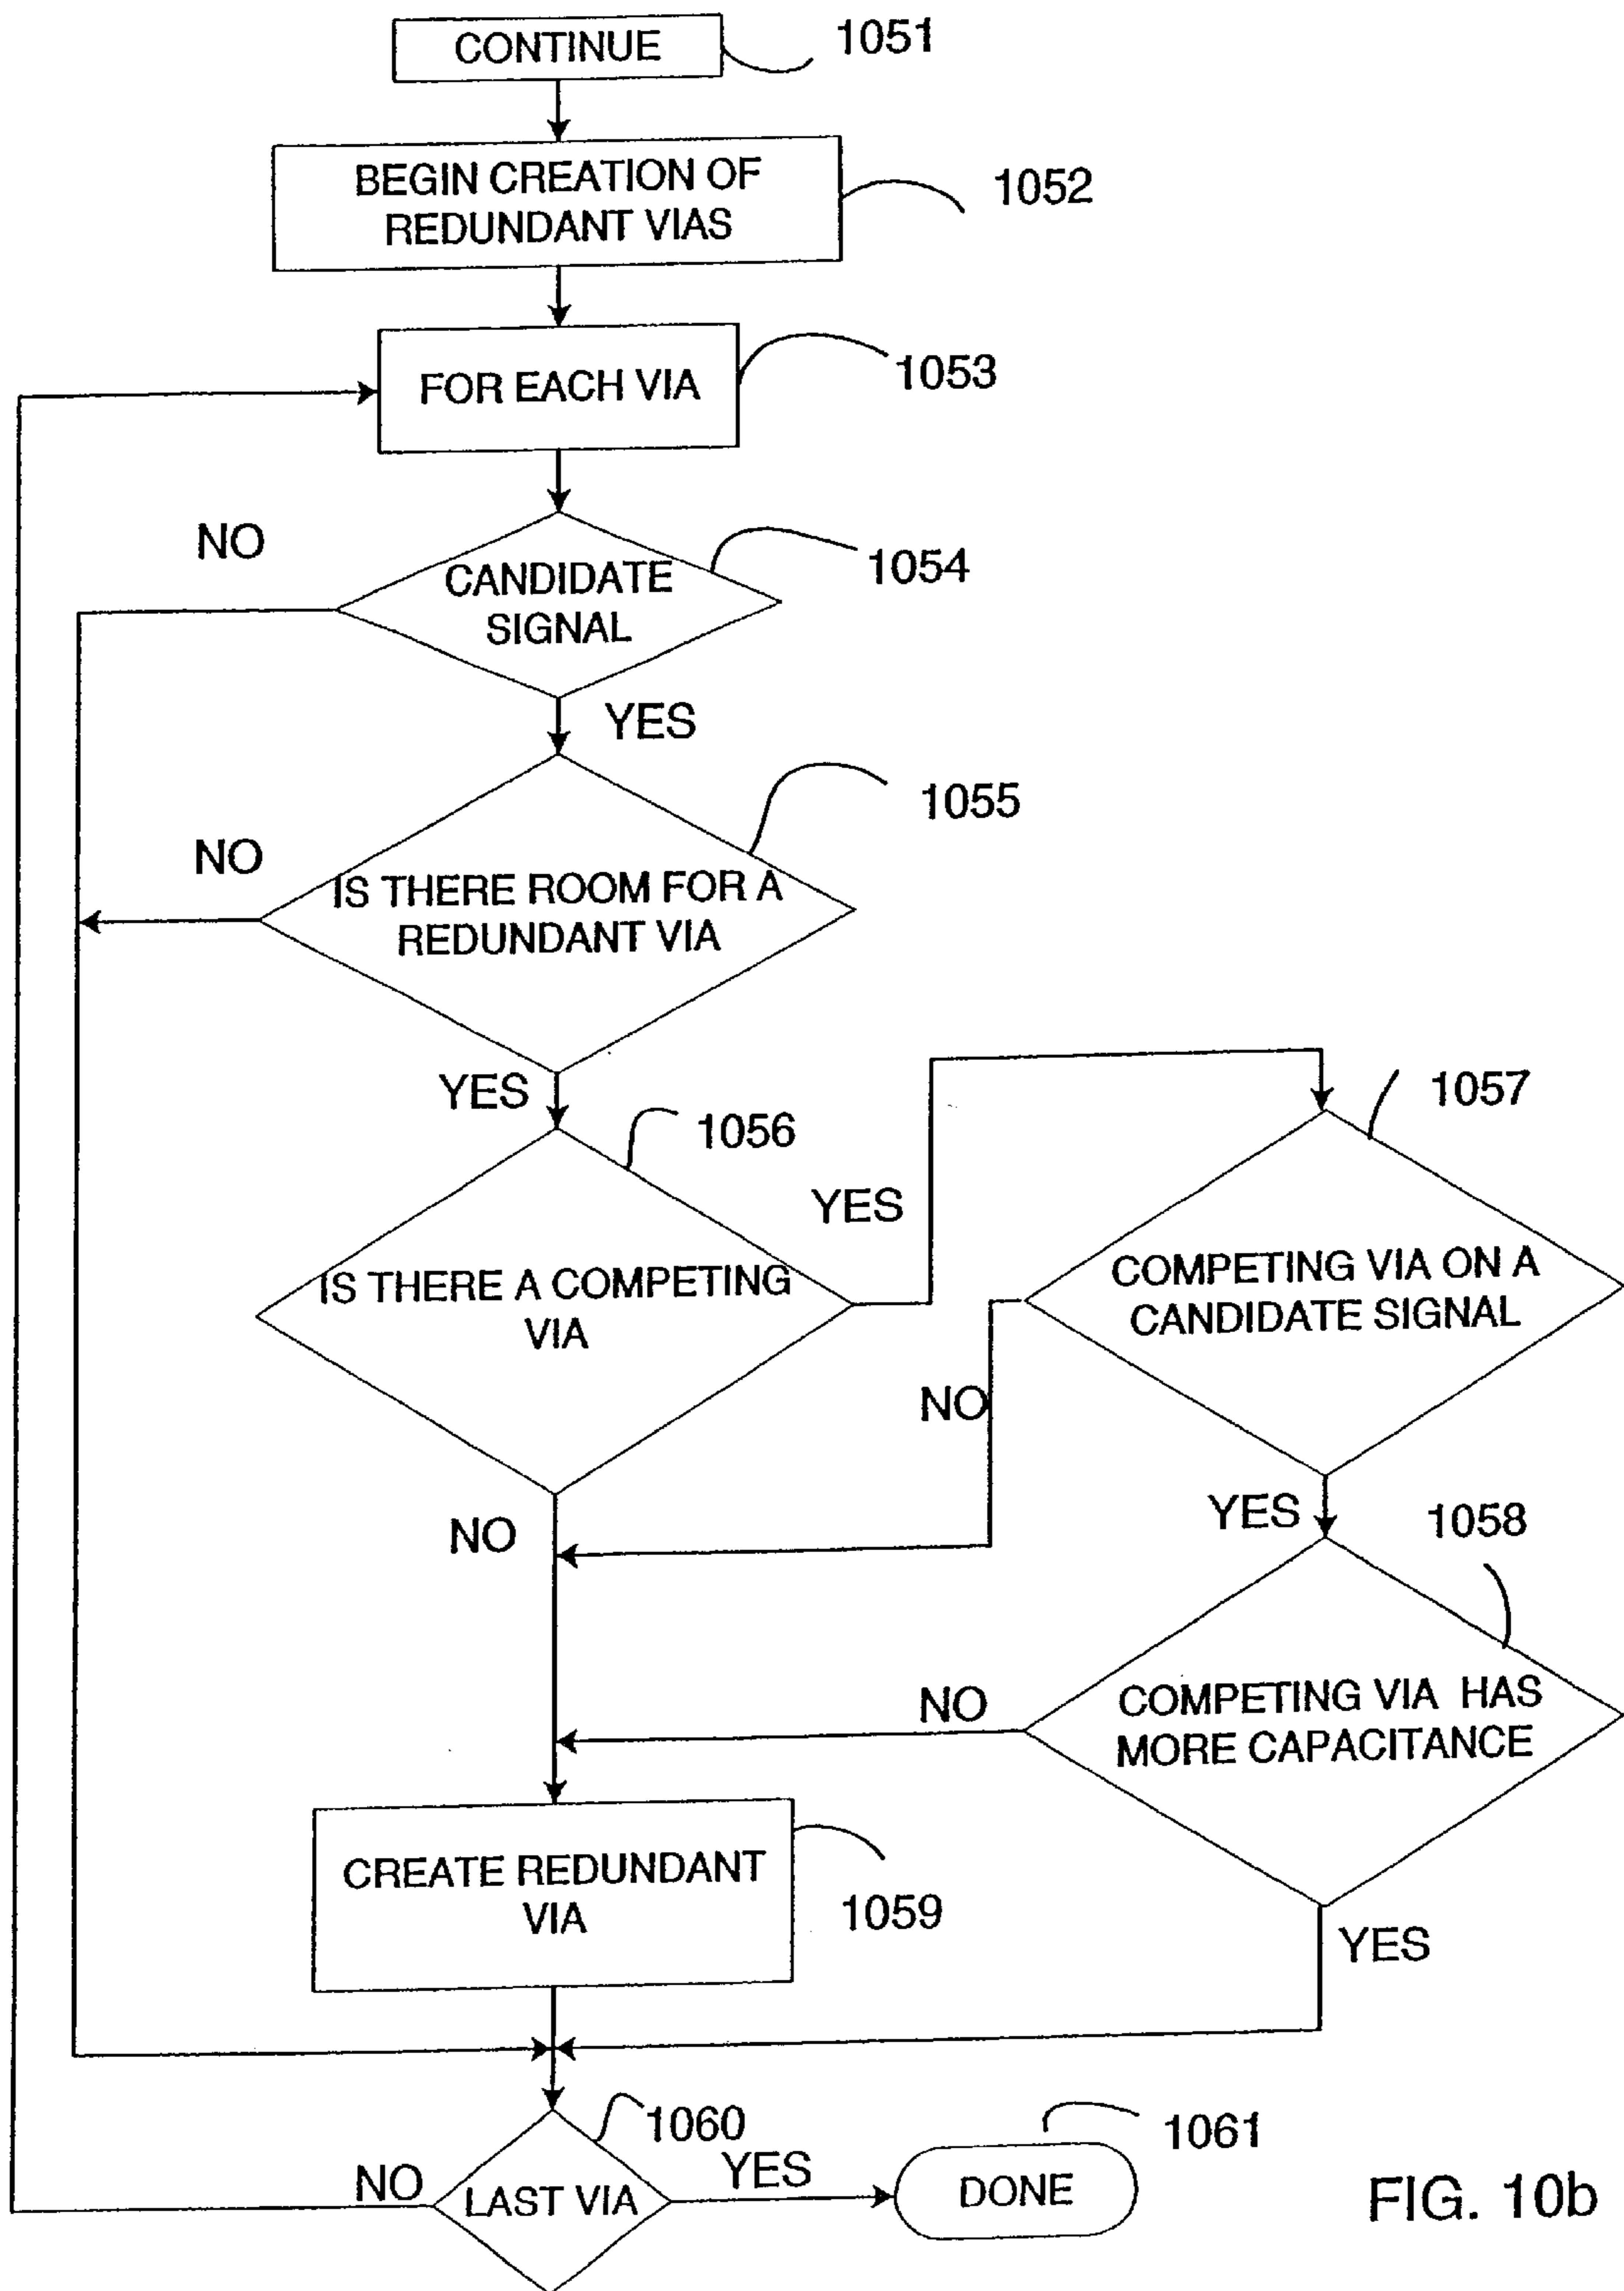 CONTINUE
1051
BEGIN CREATION OF
REDUNDANT VIAS
1052
FOR EACH VIA
1053
NO
CANDIDATE
SIGNAL
1054
YES
1055
NO
IS THERE ROOM FOR A
REDUNDANT VIA
YES
1056
1057
YES
IS THERE A COMPETING
VIA
COMPETING VIA ON A
CANDIDATE SIGNAL
NO
NO
YES
1058
NO
COMPETING VIA HAS
MORE CAPACITANCE
CREATE REDUNDANT
VIA
1059
YES
1060
1061
NO
LAST VIA
YES
DONE
FIG. 10b